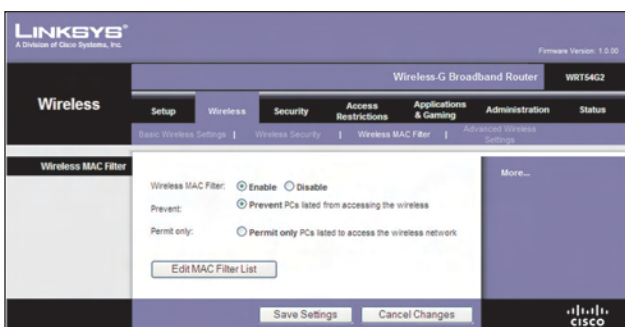 LINKSYS®
A Division of Cisco Systems, Inc.
Firmware Version: 1.0.00
Wireless-G Broadband Router WRT54G2
Wireless
Setup Wireless Security Access Restrictions Applications & Gaming Administration Status
Basic Wireless Settings | Wireless Security | Wireless MAC Filter | Advanced Wireless Settings
Wireless MAC Filter
More...
Wireless MAC Filter: Enable Disable
Prevent: Prevent PCs listed from accessing the wireless
Permit only: Permit only PCs listed to access the wireless network
Edit MAC Filter List
Save Settings Cancel Changes
CISCO